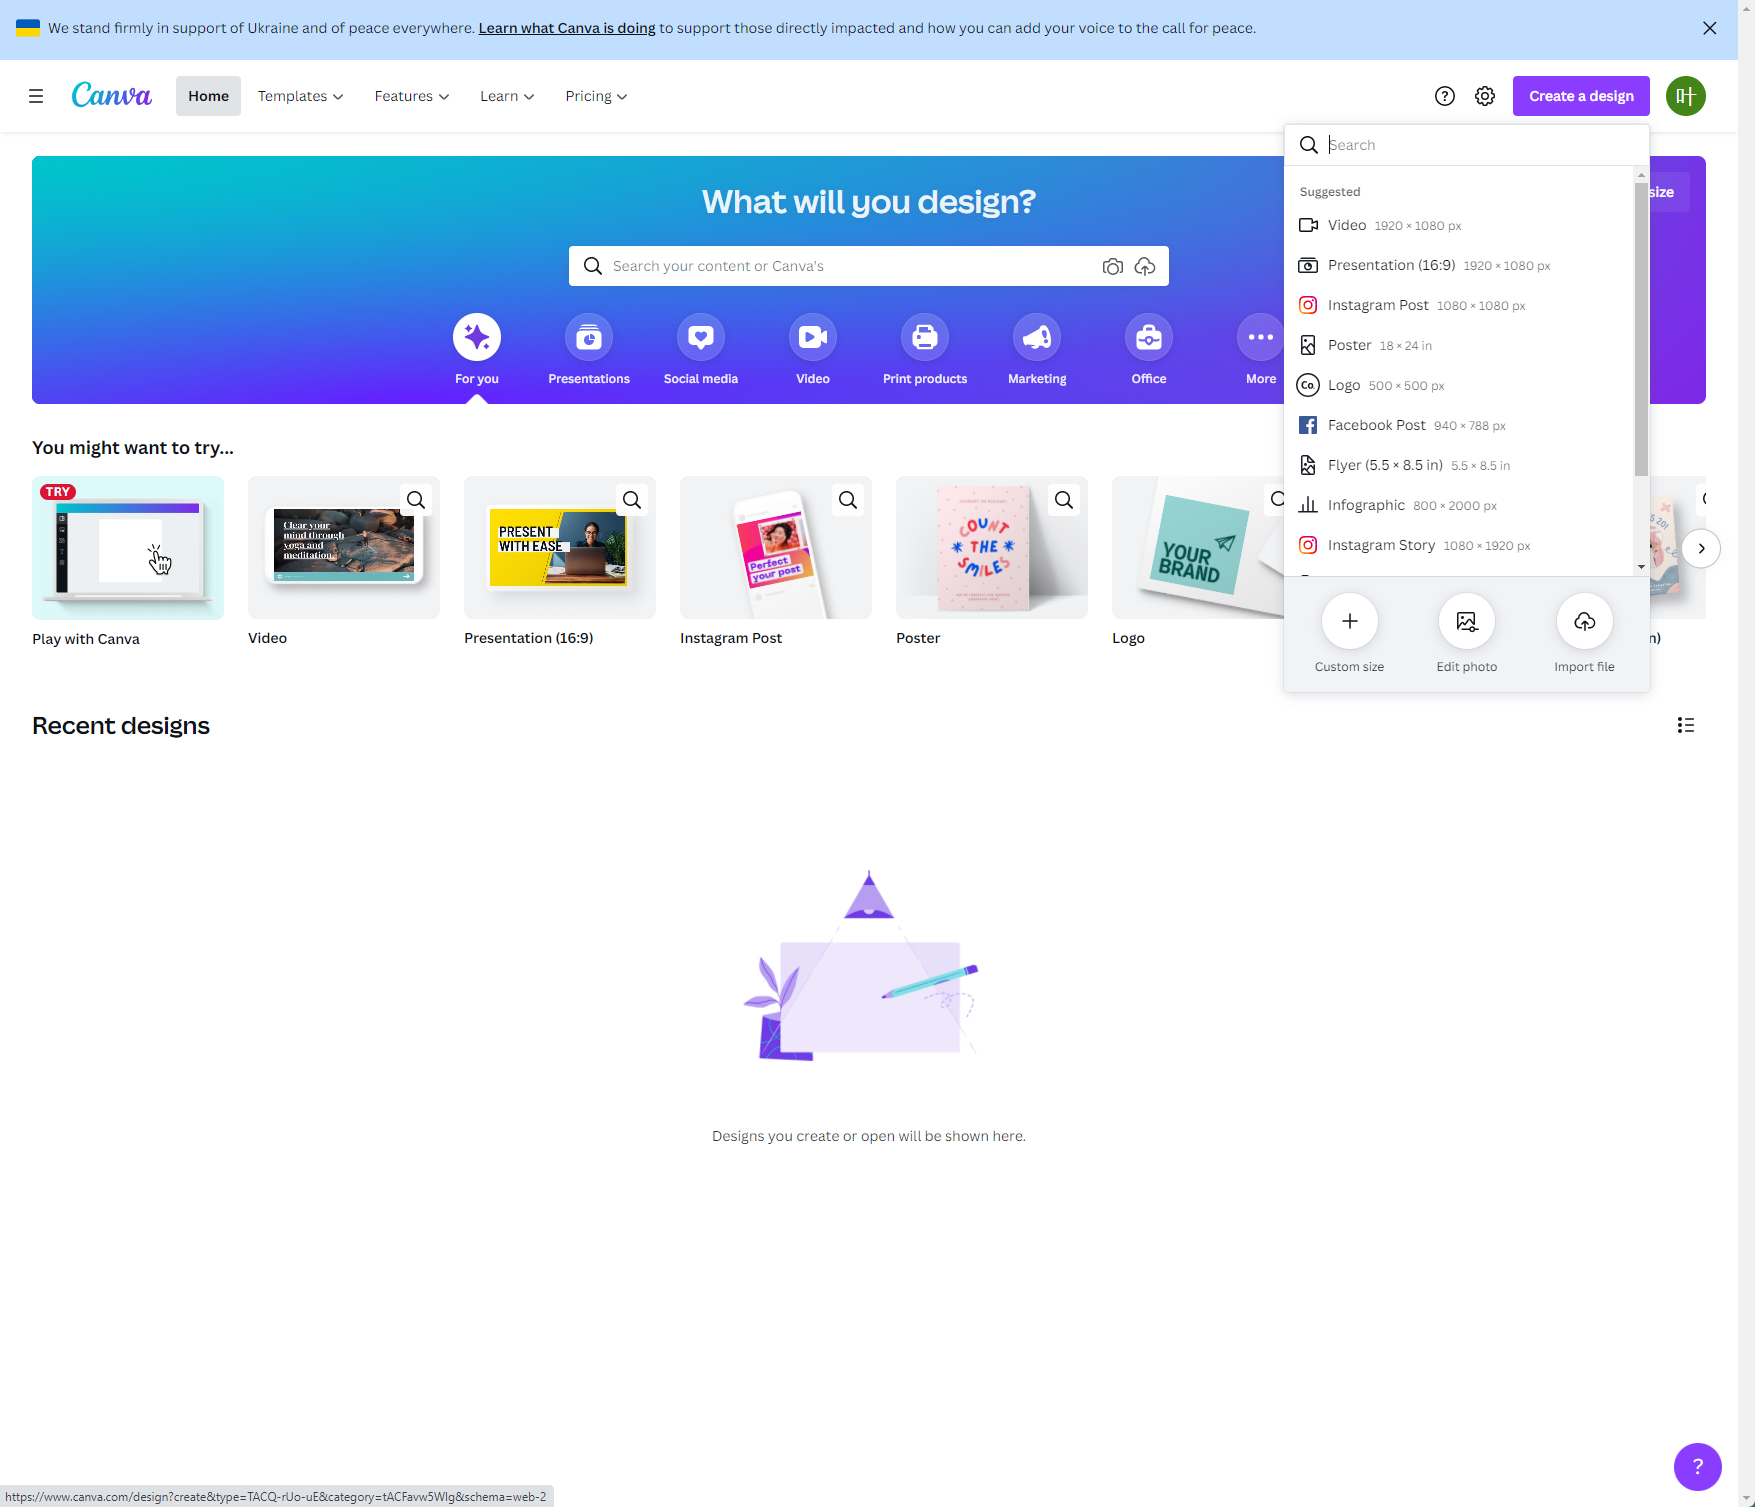 We stand firmly in support of Ukraine and of peace everywhere. Learn what Canva is doing to support those directly impacted and how you can add your voice to the call for peace.
Canva
Home
Templates
Features
Learn
Pricing
Create a design
Search
Suggested
size
Video 1920 × 1080 px
Presentation (16:9) 1920 × 1080 px
Instagram Post 1080 × 1080 px
Poster 18 × 24 in
Co. Logo 500 × 500 px
Facebook Post 940 × 788 px
Flyer (5.5 × 8.5 in) 5.5 × 8.5 in
Infographic 800 × 2000 px
Instagram Story 1080 × 1920 px
Custom size
Edit photo
Import file
What will you design?
Search your content or Canva's
For you
Presentations
Social media
Video
Print products
Marketing
Office
More
You might want to try...
TRY
Clear your
mind through
yoga and
meditation.
PRESENT
WITH EASE
Perfect
your post
COUNT
THE
SMILES
YOUR
BRAND
Play with Canva
Video
Presentation (16:9)
Instagram Post
Poster
Logo
n)
Recent designs
Designs you create or open will be shown here.
?
https://www.canva.com/design?create&type=TACQ-rUo-uE&category=tACFavw5WIg&schema=web-2